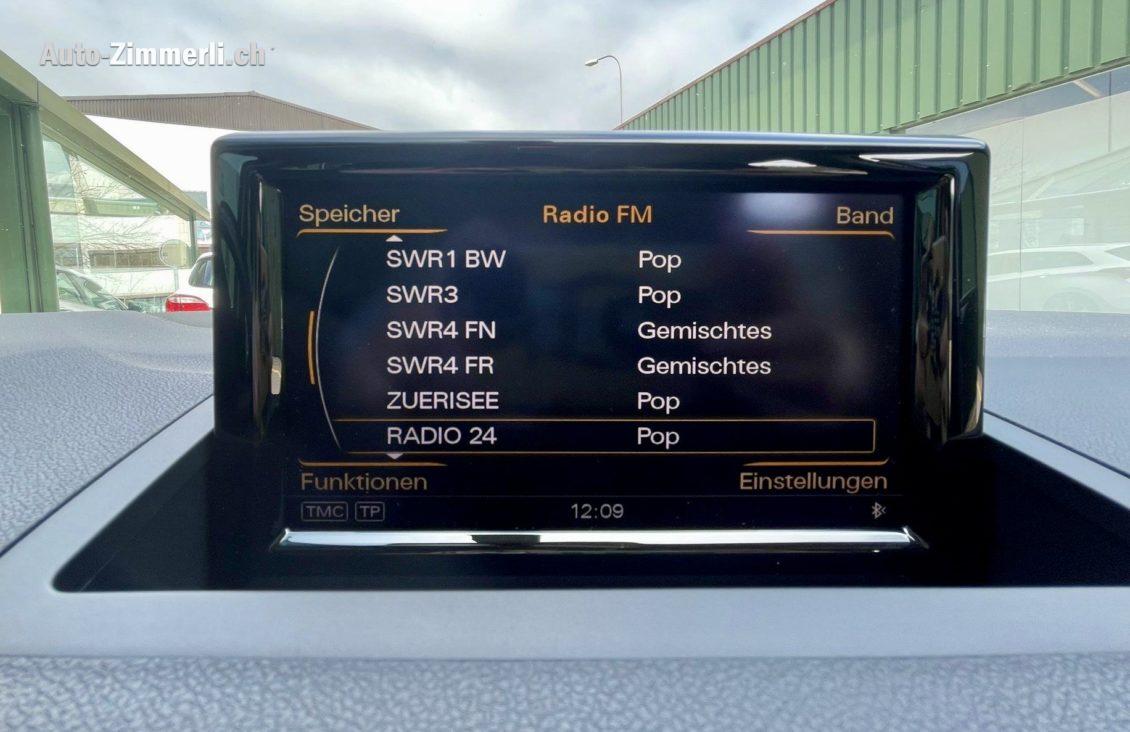 Auto-Zimmerli.ch
Speicher Radio FM Band
SWR1 BW Pop
SWR3 Pop
SWR4 FN Gemischtes
SWR4 FR Gemischtes
ZUERISEE Pop
RADIO 24 Pop
Funktionen Einstellungen
TMC TP 12:09